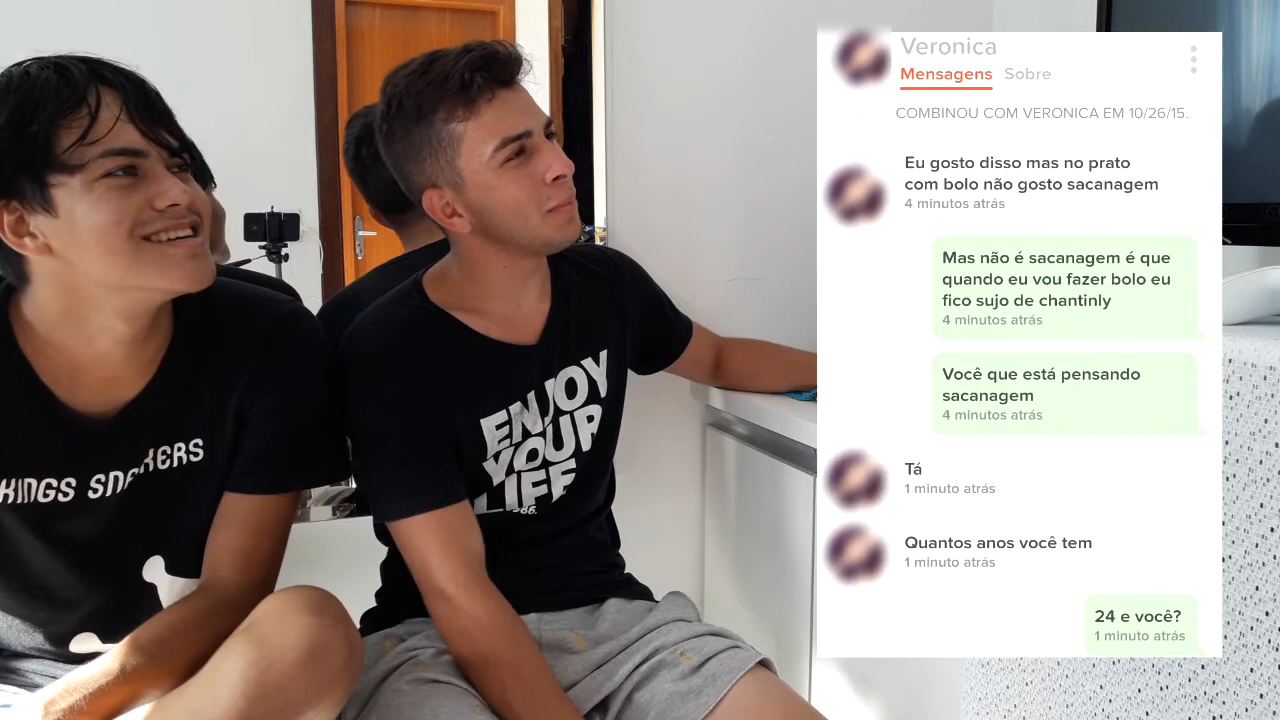 Veronica
Mensagens Sobre
COMBINOU COM VERONICA EM 10/26/15.
Eu gosto disso mas no prato
com bolo não gosto sacanagem
4 minutos atrás
Mas não é sacanagem é que
quando eu vou fazer bolo eu
fico sujo de chantinly
4 minutos atrás
Você que está pensando
sacanagem
4 minutos atrás
Tá
1 minuto atrás
Quantos anos você tem
1 minuto atrás
24 e você?
1 minuto atrás
KINGS SNEAKERS
ENJOY
YOUR
LIFE